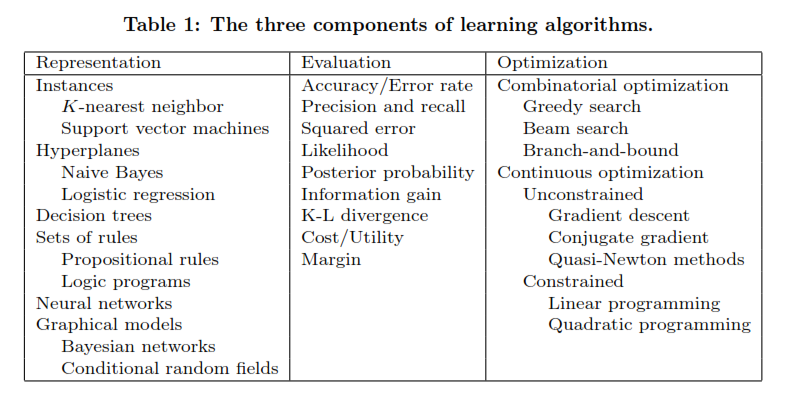 Table 1: The three components of learning algorithms.
Representation Evaluation Optimization
Instances Accuracy/Error rate Combinatorial optimization
K-nearest neighbor Precision and recall Greedy search
Support vector machines Squared error Beam search
Hyperplanes Likelihood Branch-and-bound
Naive Bayes Posterior probability Continuous optimization
Logistic regression Information gain Unconstrained
Decision trees K-L divergence Gradient descent
Sets of rules Cost/Utility Conjugate gradient
Propositional rules Margin Quasi-Newton methods
Logic programs Constrained
Neural networks Linear programming
Graphical models Quadratic programming
Bayesian networks
Conditional random fields